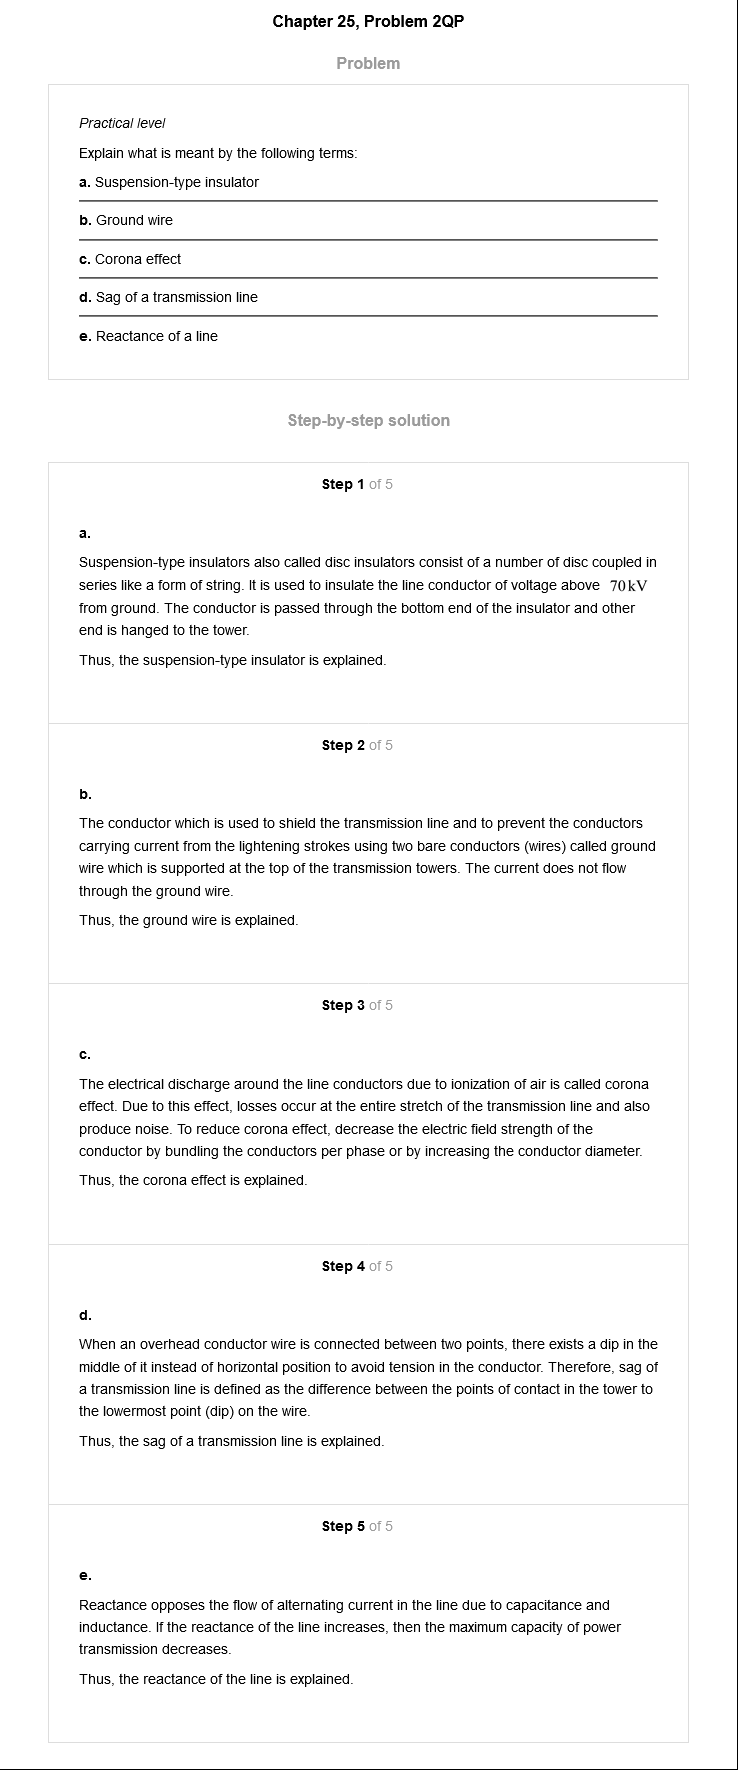 Chapter 25, Problem 2QP
Problem
Practical level
Explain what is meant by the following terms:
a. Suspension-type insulator
b. Ground wire
c. Corona effect
d. Sag of a transmission line
e. Reactance of a line
Step-by-step solution
Step 1 of 5
a.
Suspension-type insulators also called disc insulators consist of a number of disc coupled in
series like a form of string. It is used to insulate the line conductor of voltage above 70kV
from ground. The conductor is passed through the bottom end of the insulator and other
end is hanged to the tower.
Thus, the suspension-type insulator is explained.
Step 2 of 5
b.
The conductor which is used to shield the transmission line and to prevent the conductors
carrying current from the lightening strokes using two bare conductors (wires) called ground
wire which is supported at the top of the transmission towers. The current does not flow
through the ground wire.
Thus, the ground wire is explained.
Step 3 of 5
c.
The electrical discharge around the line conductors due to ionization of air is called corona
effect. Due to this effect, losses occur at the entire stretch of the transmission line and also
produce noise. To reduce corona effect, decrease the electric field strength of the
conductor by bundling the conductors per phase or by increasing the conductor diameter.
Thus, the corona effect is explained.
Step 4 of 5
d.
When an overhead conductor wire is connected between two points, there exists a dip in the
middle of it instead of horizontal position to avoid tension in the conductor. Therefore, sag of
a transmission line is defined as the difference between the points of contact in the tower to
the lowermost point (dip) on the wire.
Thus, the sag of a transmission line is explained.
Step 5 of 5
e.
Reactance opposes the flow of alternating current in the line due to capacitance and
inductance. If the reactance of the line increases, then the maximum capacity of power
transmission decreases.
Thus, the reactance of the line is explained.